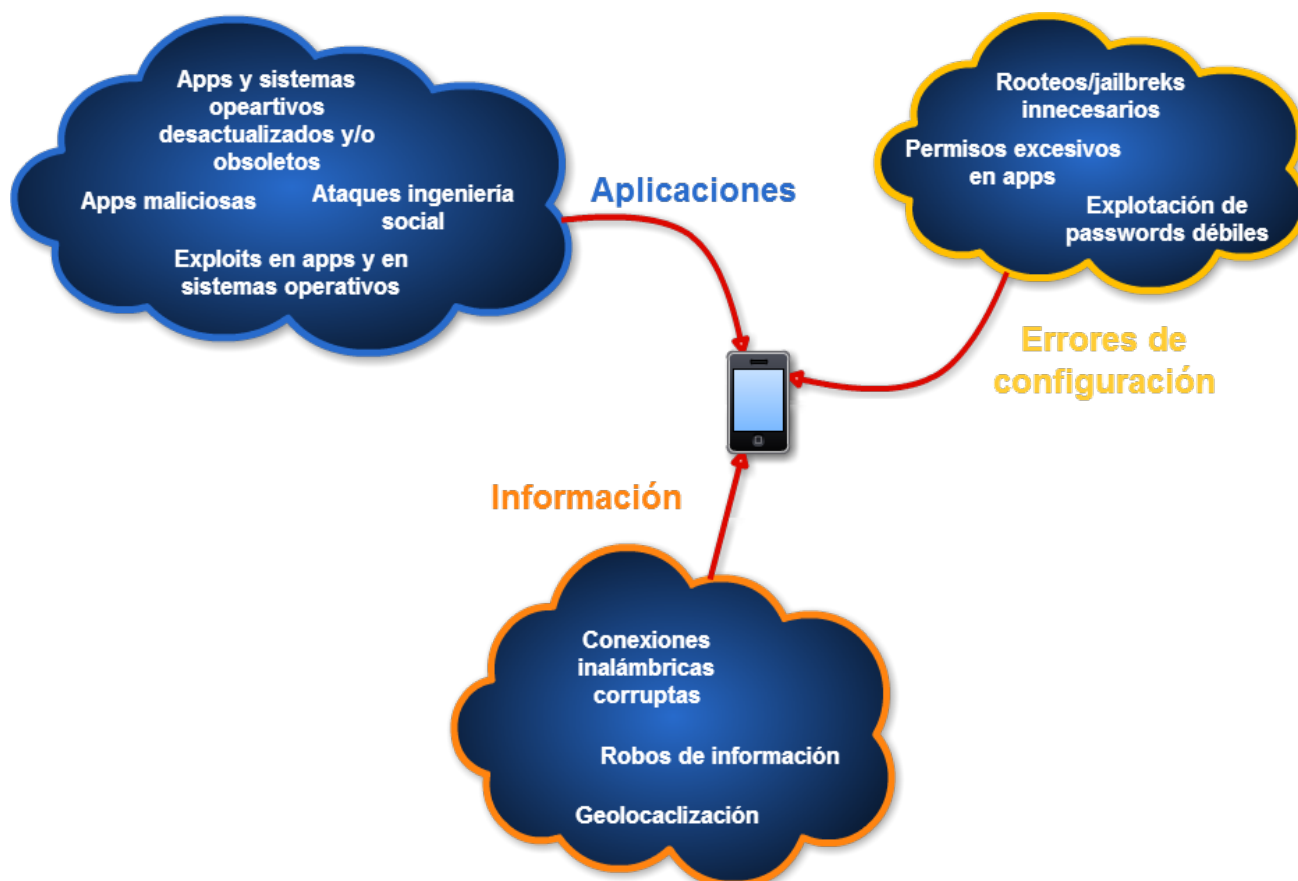 Apps y sistemas
opeartivos
desactualizados y/o
obsoletos
Apps maliciosas
Ataques ingeniería
social
Exploits en apps y en
sistemas operativos
Aplicaciones
Rooteos/jailbreks
innecesarios
Permisos excesivos
en apps
Explotación de
passwords débiles
Errores de
configuración
Información
Conexiones
inalámbricas
corruptas
Robos de información
Geolocaclización